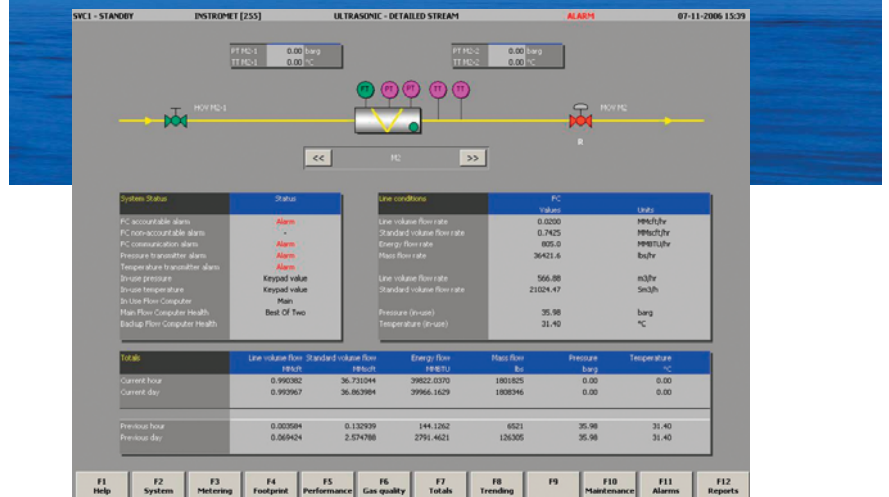 SVC1 - STANDBY INSTROMET [255] ULTRASONIC - DETAILED STREAM ALARM 07-11-2006 15:39
PT M2-1 0.00 barg PT M2-2 0.00 barg
TT M2-1 0.00 °C TT M2-2 0.00 °C
FT PT PT TT TT
MOV M2-1 MOV M2
R
<< M2 >>
System Status Status Line conditions FC
Values Units
FC accountable alarm Alarm Line volume flow rate 0.0200 MMcft/hr
FC non-accountable alarm - Standard volume flow rate 0.7425 MMscft/hr
FC communication alarm Alarm Energy flow rate 805.0 MMBTU/hr
Pressure transmitter alarm Alarm Mass flow rate 36421.6 lbs/hr
Temperature transmitter alarm Alarm
In-use pressure Keypad value Line volume flow rate 566.88 m3/hr
In-use temperature Keypad value Standard volume flow rate 21024.47 Sm3/h
In Use Flow Computer Main
Main Flow Computer Health Best Of Two Pressure (in-use) 35.98 barg
Backup Flow Computer Health Temperature (in-use) 31.40 °C
Totals Line volume flow Standard volume flow Energy flow Mass flow Pressure Temperature
MMcft MMscft MMBTU lbs barg °C
Current hour 0.990382 36.731044 39822.0370 1801825 0.00 0.00
Current day 0.993967 36.863984 39966.1629 1808346 0.00 0.00
Previous hour 0.003584 0.132939 144.1262 6521 35.98 31.40
Previous day 0.069424 2.574788 2791.4621 126305 35.98 31.40
F1 F2 F3 F4 F5 F6 F7 F8 F9 F10 F11 F12
Help System Metering Footprint Performance Gas quality Totals Trending Maintenance Alarms Reports